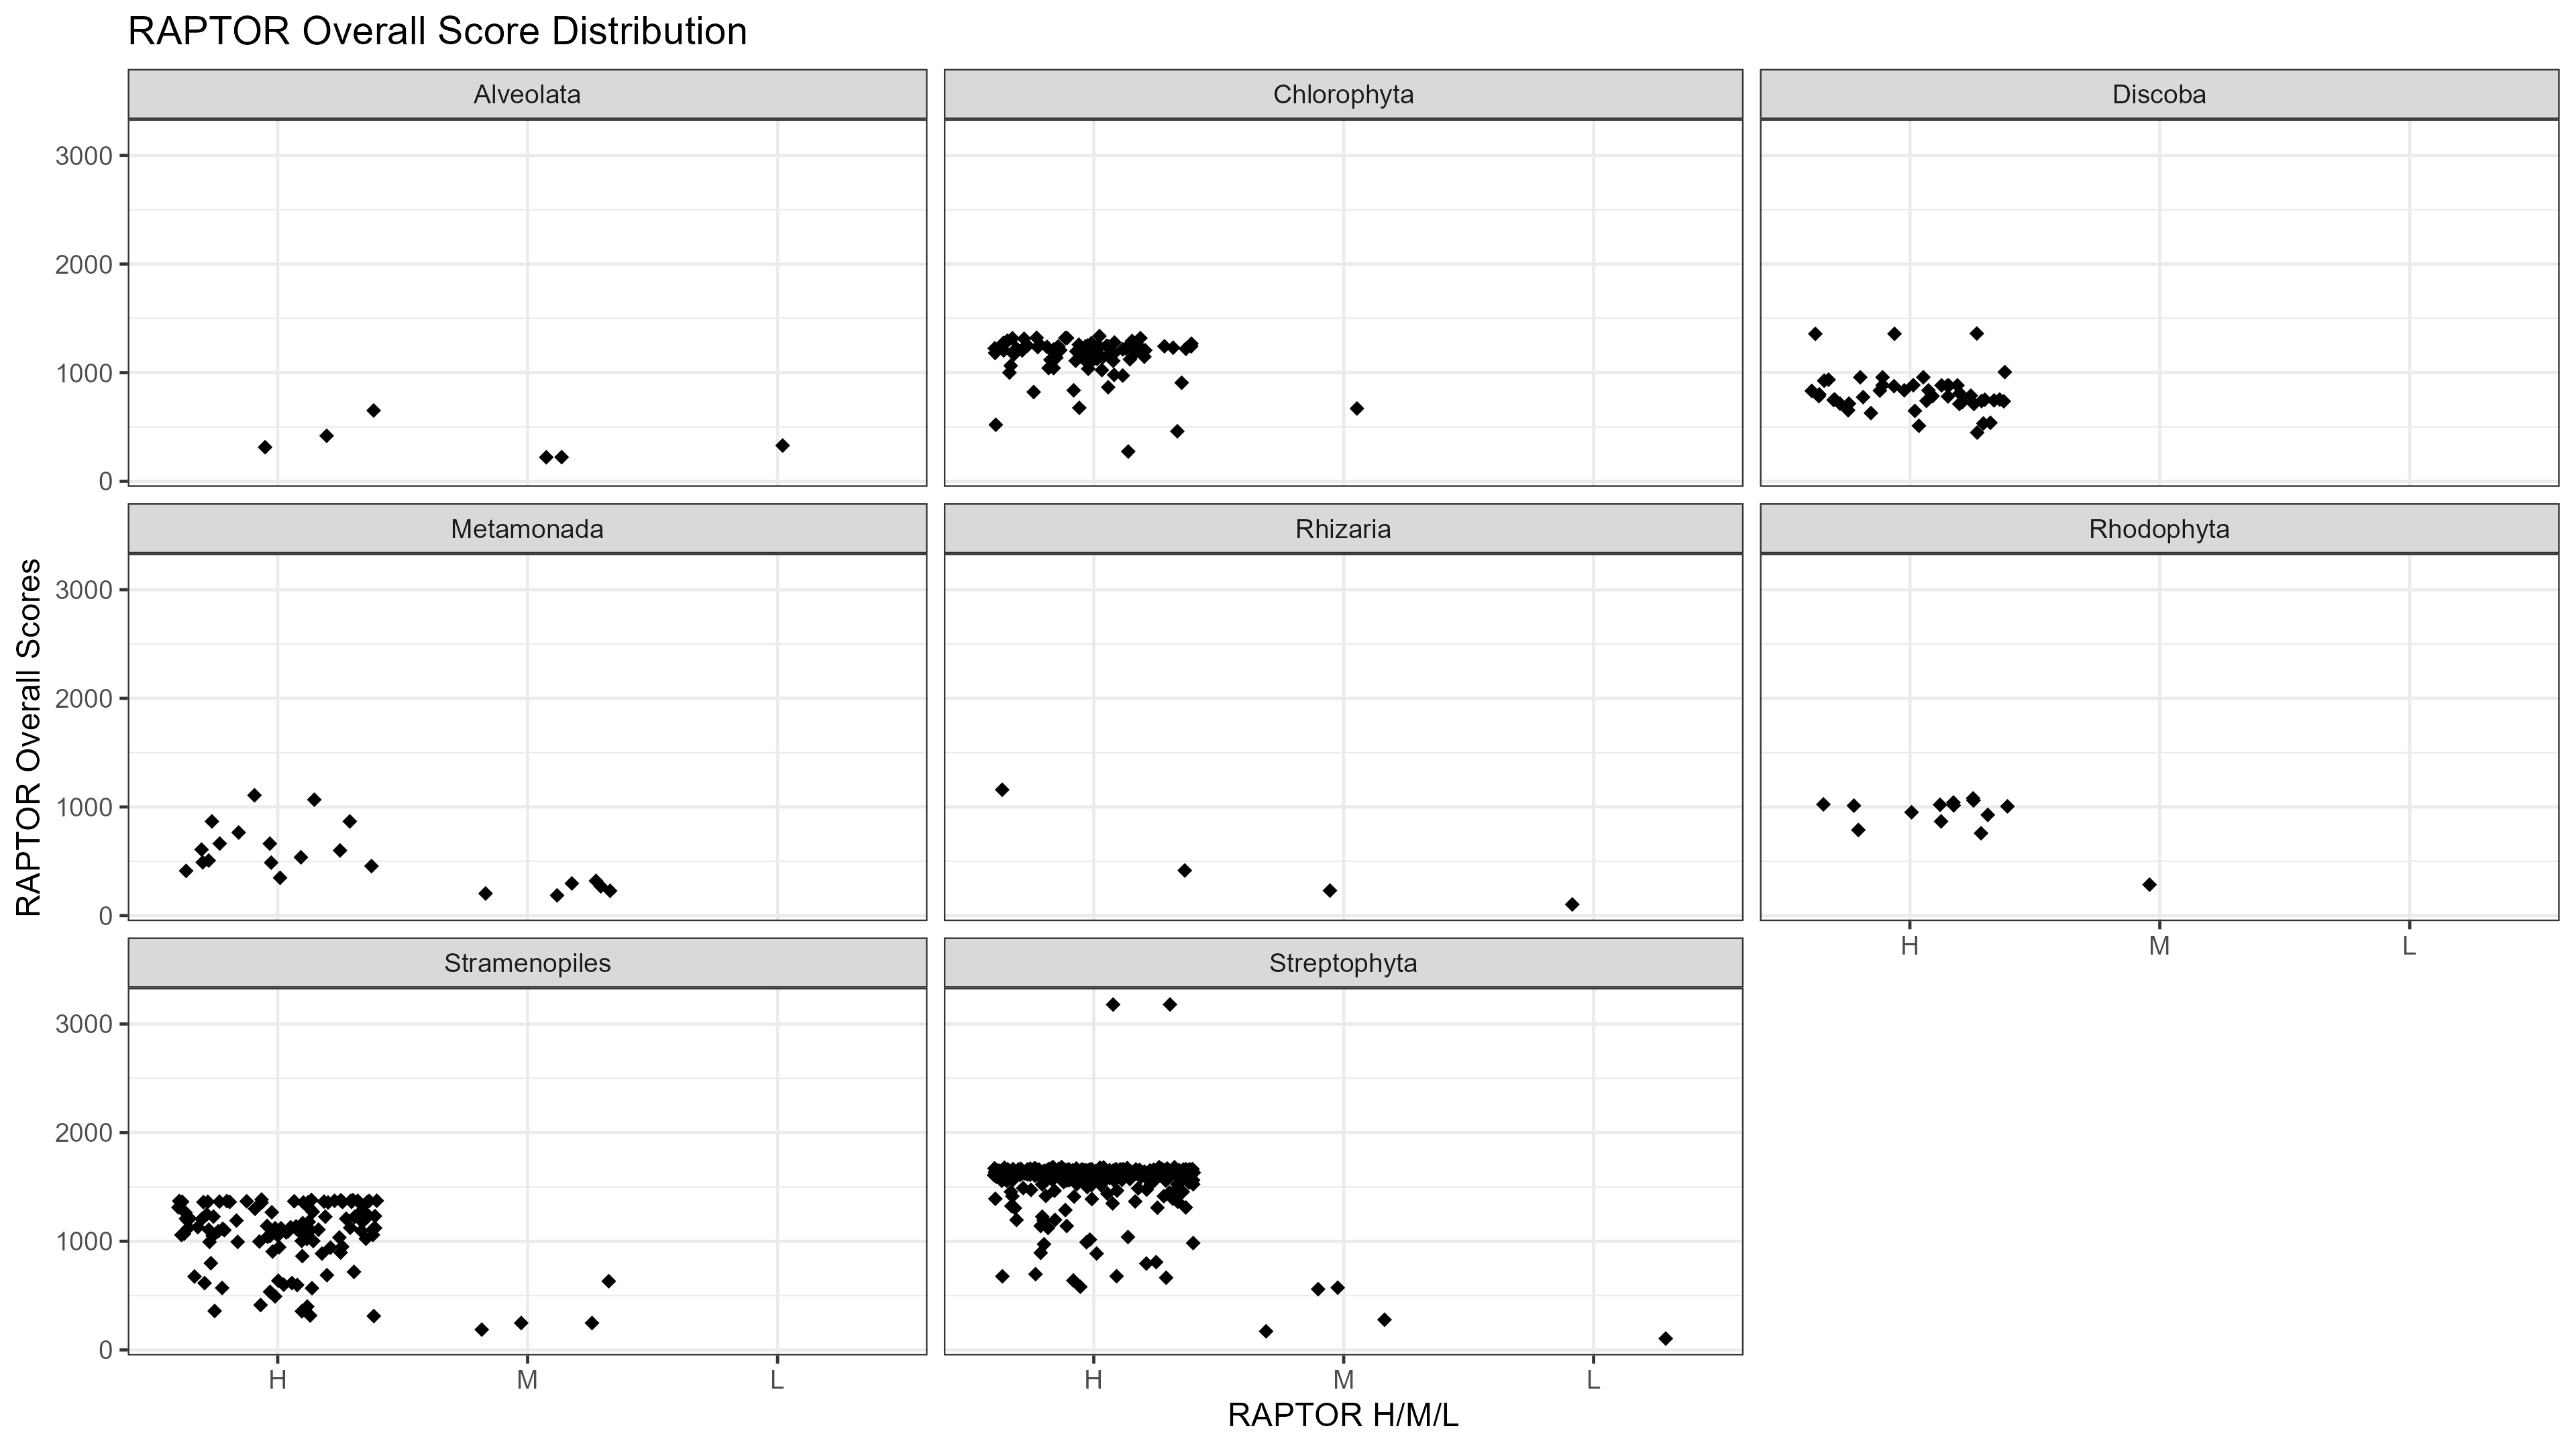 RAPTOR Overall Score Distribution
Alveolata
Chlorophyta
Discoba
3000
2000
1000
0
Metamonada
Rhizaria
Rhodophyta
3000
2000
1000
0
H M L
Stramenopiles
Streptophyta
3000
2000
1000
0
H M L
H M L
RAPTOR H/M/L
RAPTOR Overall Scores